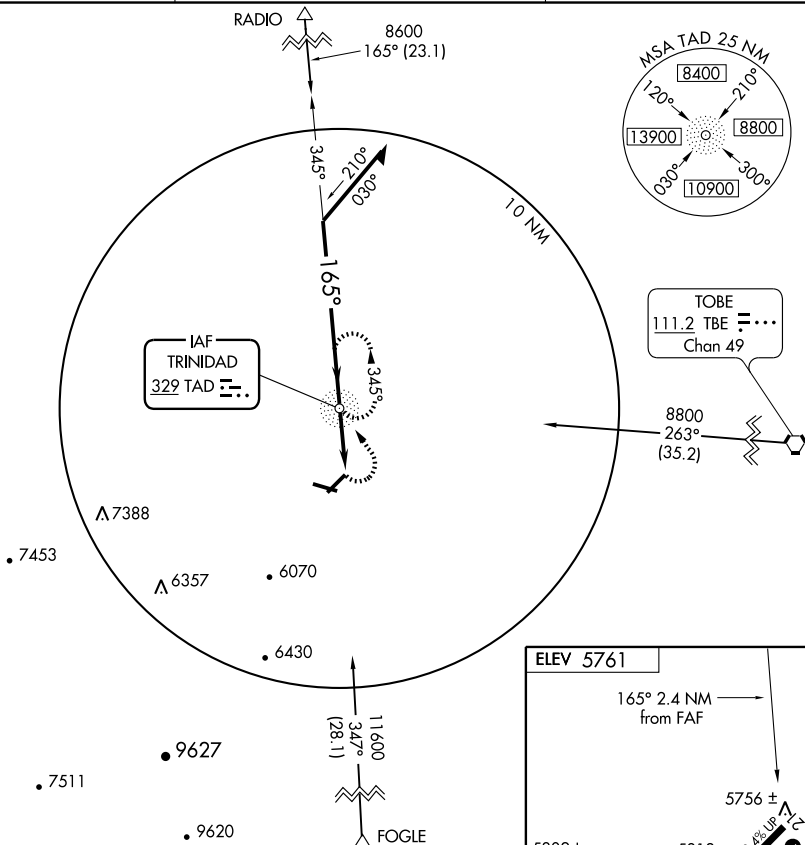 RADIO
8600
165° (23.1)
MSA TAD 25 NM
8400
120°
210°
13900
8800
030°
300°
10900
345°
210°
030°
10 NM
165°
IAF
TRINIDAD
329 TAD
345°
TOBE
111.2 TBE
Chan 49
8800
263°
(35.2)
7388
7453
6357
6070
6430
11600
347°
(28.1)
9627
7511
9620
FOGLE
ELEV 5761
165° 2.4 NM
from FAF
5756 ±
21
4% UP